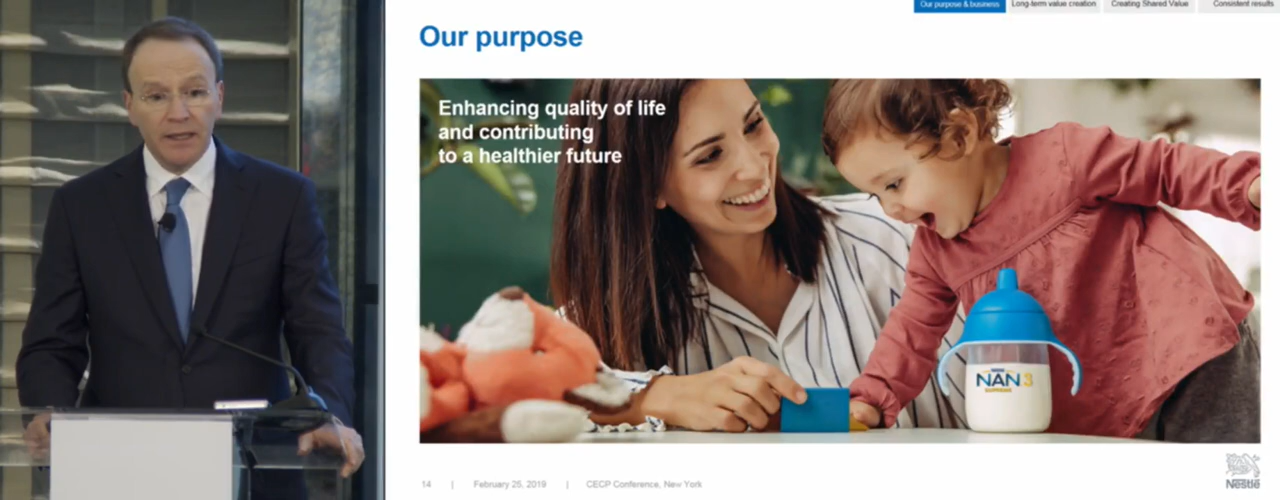 Our purpose & business
Long-term value creation
Creating Shared Value
Consistent results
Our purpose
Enhancing quality of life
and contributing
to a healthier future
NAN 3
14 | February 25, 2019 | CECP Conference, New York
Nestlé